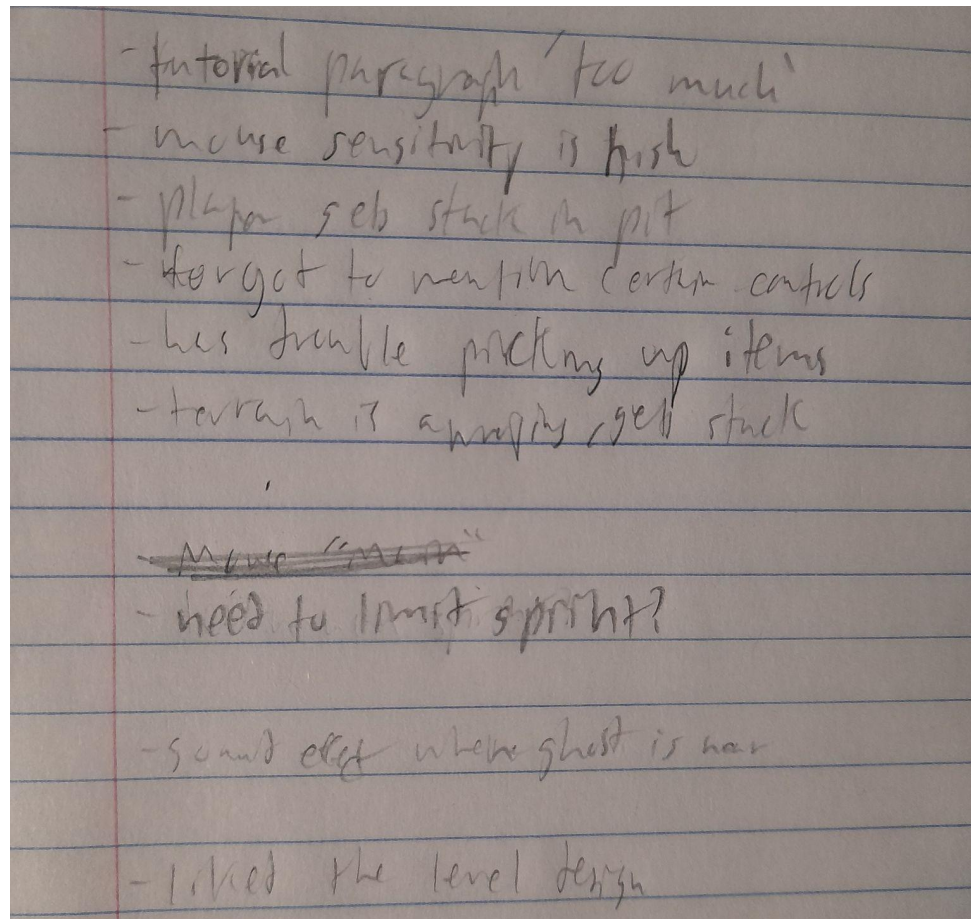 - tutorial paragraph 'too much'
- mouse sensitivity is high
- player gets stuck in pit
- forgot to mention certain controls
- has trouble picking up items
- terrain is annoying, gets stuck
- need to limit sprint?
- sound effect where ghost is near
- liked the level design